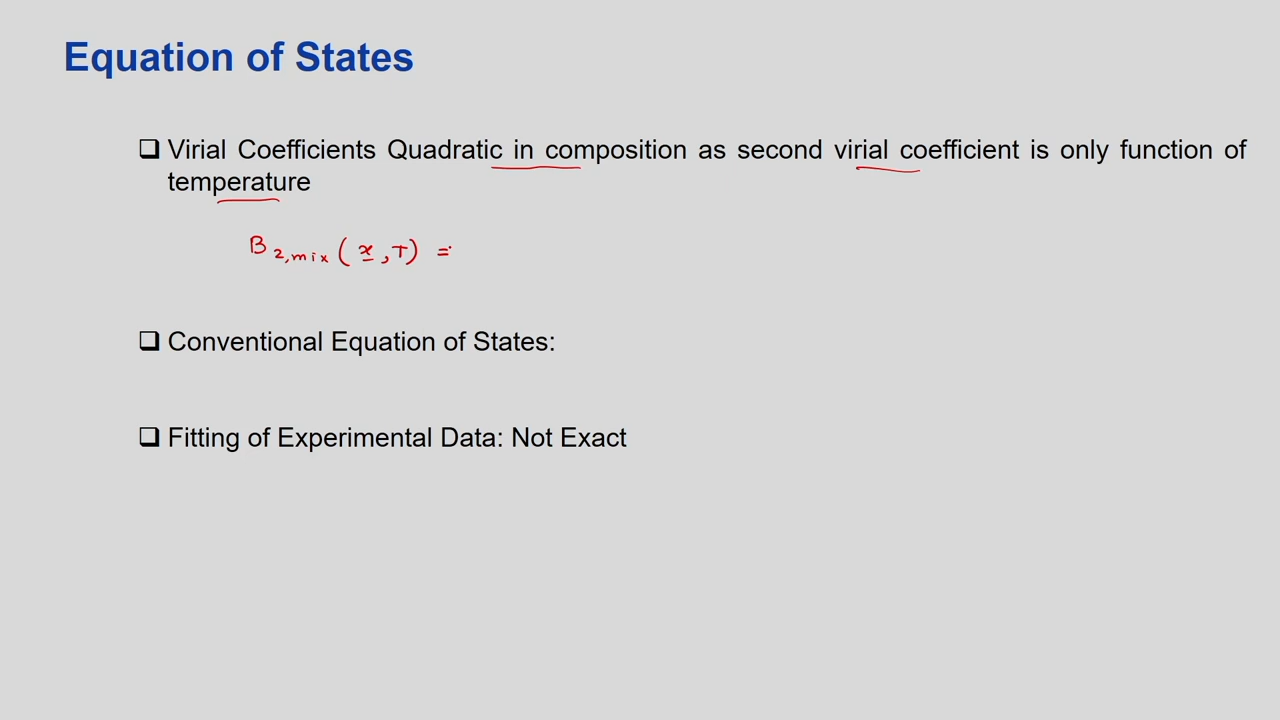 Equation of States
❑ Virial Coefficients Quadratic in composition as second virial coefficient is only function of
temperature
B2,mix(x,T) =
❑ Conventional Equation of States:
❑ Fitting of Experimental Data: Not Exact